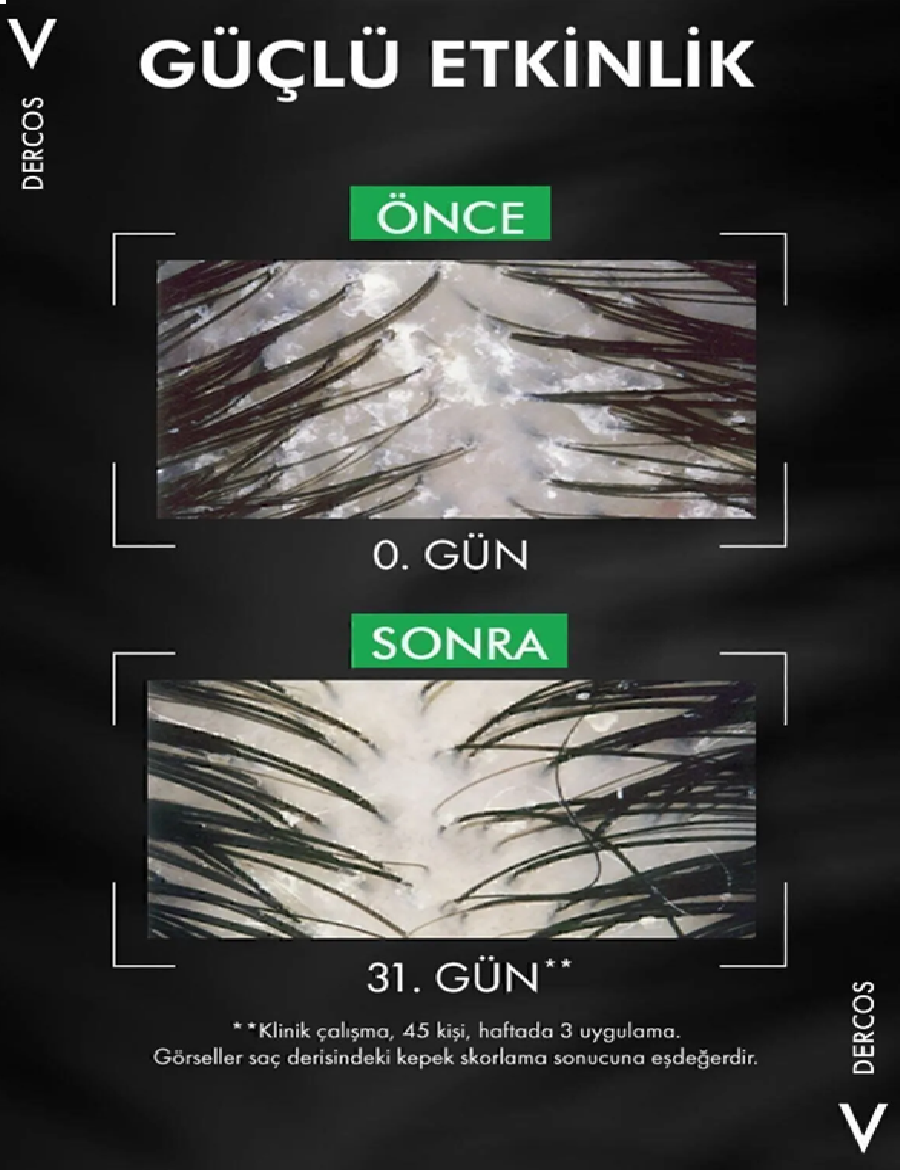 V
DERCOS
GÜÇLÜ ETKİNLİK
ÖNCE
0. GÜN
SONRA
31. GÜN**
**Klinik çalışma, 45 kişi, haftada 3 uygulama.
Görseller saç derisindeki kepek skorlama sonucuna eşdeğerdir.
DERCOS
V